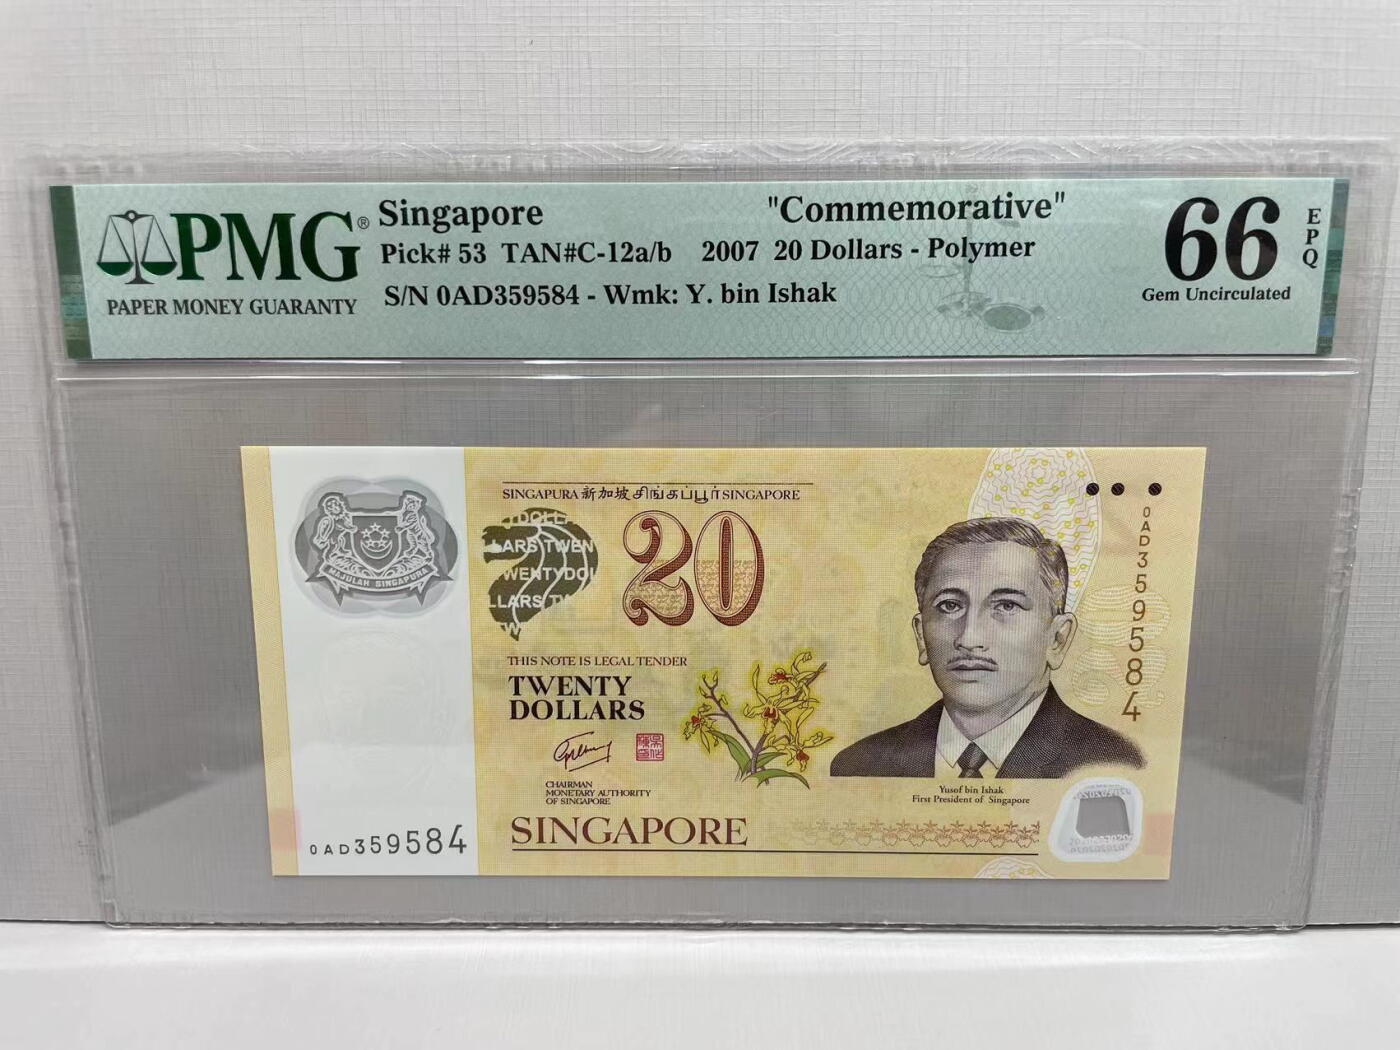 PMG®
PAPER MONEY GUARANTY
Singapore "Commemorative"
Pick# 53 TAN#C-12a/b 2007 20 Dollars - Polymer
S/N 0AD359584 - Wmk: Y. bin Ishak
66
EPQ
Gem Uncirculated
SINGAPURA 新加坡 சிங்கப்பூர் SINGAPORE
MAJULAH SINGAPURA
20
THIS NOTE IS LEGAL TENDER
TWENTY
DOLLARS
CHAIRMAN
MONETARY AUTHORITY
OF SINGAPORE
SINGAPORE
0AD359584
0AD359584
Yusof bin Ishak
First President of Singapore